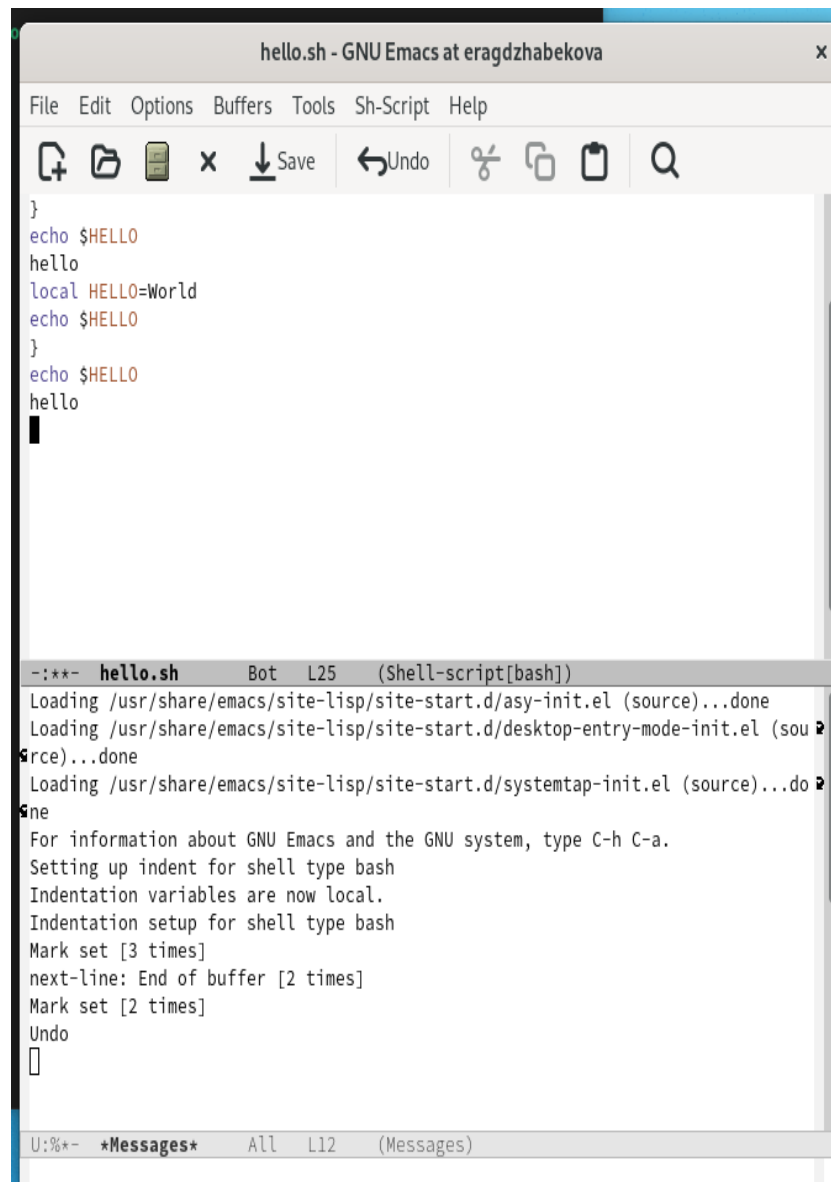 hello.sh - GNU Emacs at eragdzhabekova
File Edit Options Buffers Tools Sh-Script Help
Save Undo
}
echo $HELLO
hello
local HELLO=World
echo $HELLO
}
echo $HELLO
hello
-:**- hello.sh Bot L25 (Shell-script[bash])
Loading /usr/share/emacs/site-lisp/site-start.d/asy-init.el (source)...done
Loading /usr/share/emacs/site-lisp/site-start.d/desktop-entry-mode-init.el (sou
rce)...done
Loading /usr/share/emacs/site-lisp/site-start.d/systemtap-init.el (source)...do
ne
For information about GNU Emacs and the GNU system, type C-h C-a.
Setting up indent for shell type bash
Indentation variables are now local.
Indentation setup for shell type bash
Mark set [3 times]
next-line: End of buffer [2 times]
Mark set [2 times]
Undo
U:%*- *Messages* All L12 (Messages)